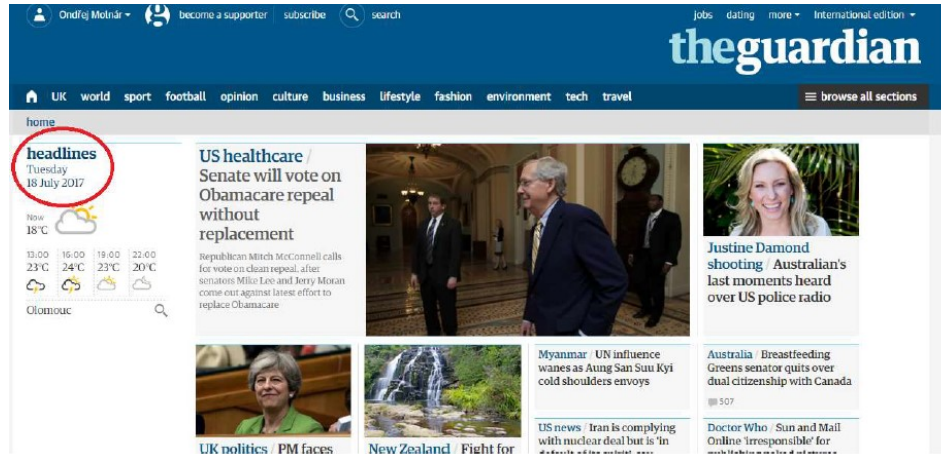 Ondřej Molnár
become a supporter
subscribe
search
jobs
dating
more
International edition
theguardian
UK
world
sport
football
opinion
culture
business
lifestyle
fashion
environment
tech
travel
browse all sections
home
headlines
Tuesday
18 July 2017
Now
18°C
13:00 16:00 19:00 22:00
23°C 24°C 23°C 20°C
Olomouc
US healthcare /
Senate will vote on
Obamacare repeal
without
replacement
Republican Mitch McConnell calls
for vote on clean repeal, after
senators Mike Lee and Jerry Moran
come out against latest effort to
replace Obamacare
Justine Damond
shooting / Australian's
last moments heard
over US police radio
UK politics / PM faces
New Zealand / Fight for
Myanmar / UN influence
wanes as Aung San Suu Kyi
cold shoulders envoys
US news / Iran is complying
with nuclear deal but is 'in
Australia / Breastfeeding
Greens senator quits over
dual citizenship with Canada
507
Doctor Who / Sun and Mail
Online 'irresponsible' for